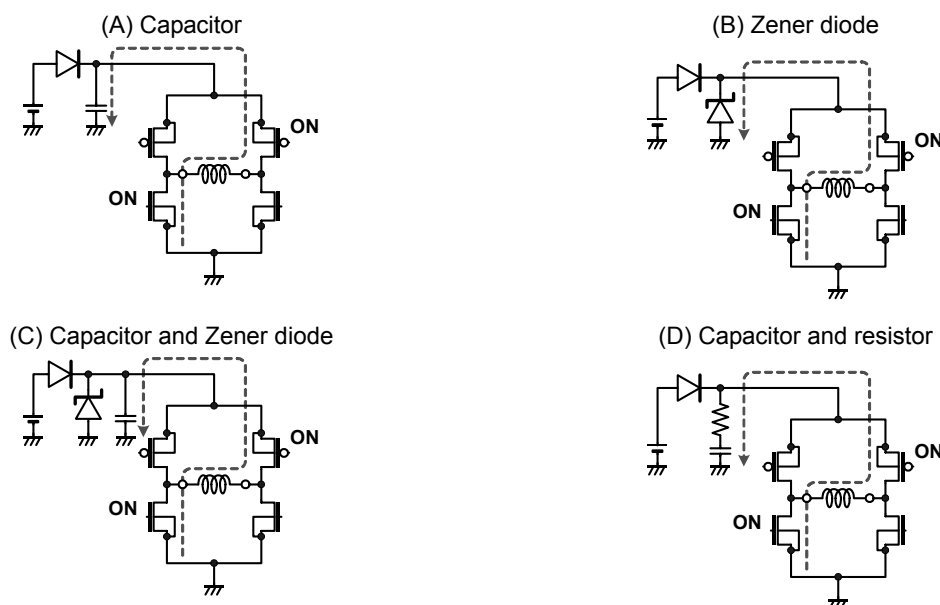 (A) Capacitor
ON
ON
(B) Zener diode
ON
ON
(C) Capacitor and Zener diode
ON
ON
(D) Capacitor and resistor
ON
ON